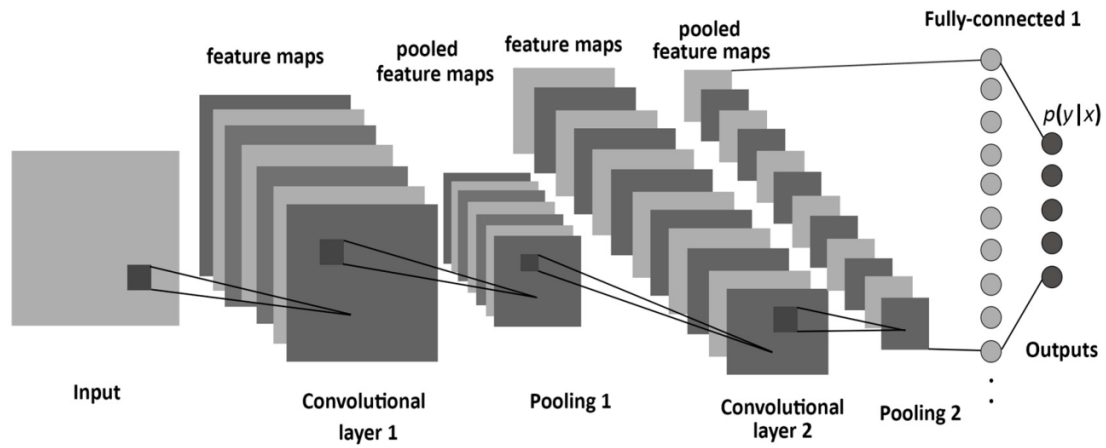 feature maps
pooled
feature maps
feature maps
pooled
feature maps
Fully-connected 1
p(y|x)
Input
Convolutional
layer 1
Pooling 1
Convolutional
layer 2
Pooling 2
Outputs